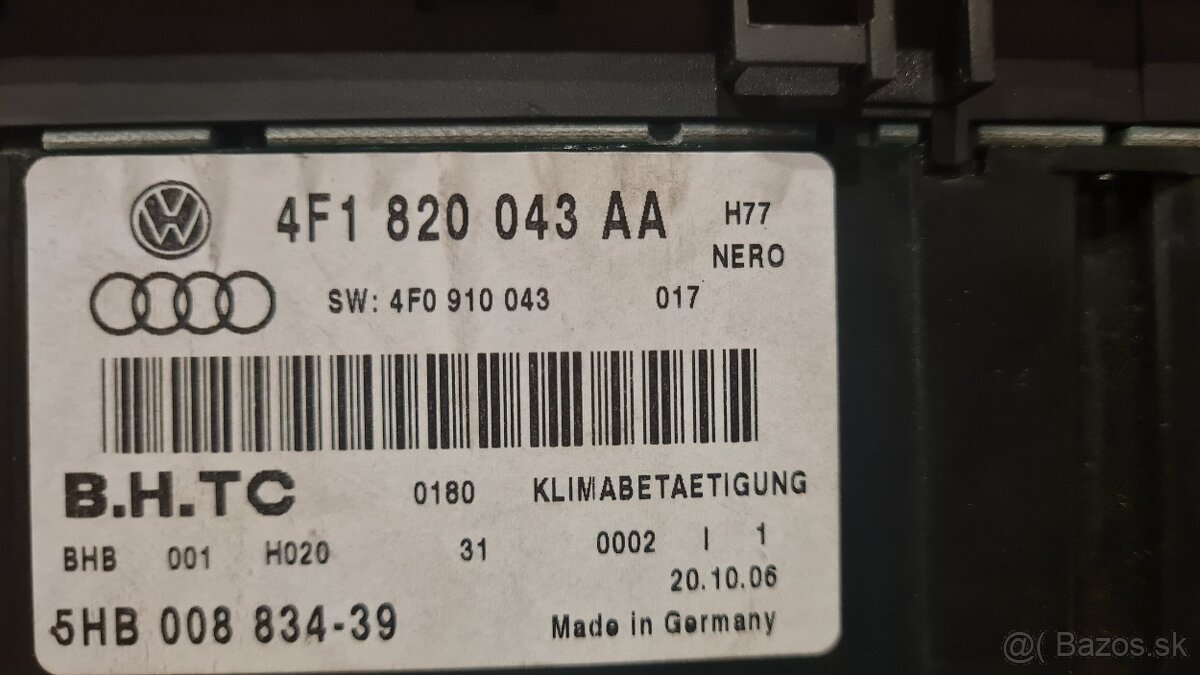 4F1 820 043 AA H77
NERO
SW: 4F0 910 043 017
B.H.TC 0180 KLIMABETAETIGUNG
BHB 001 H020 31 0002 I 1
20.10.06
5HB 008 834-39 Made in Germany
@( Bazos.sk